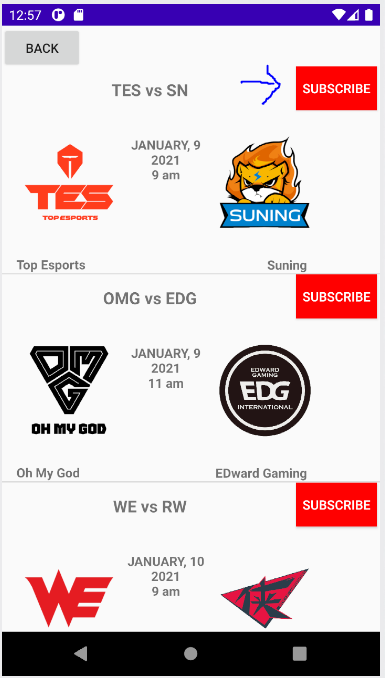 12:57
BACK
TES vs SN
SUBSCRIBE
JANUARY, 9
2021
9 am
TES
TOP ESPORTS
SUNING
Top Esports
Suning
OMG vs EDG
SUBSCRIBE
JANUARY, 9
2021
11 am
OMG
OH MY GOD
EDWARD
GAMING
EDG
INTERNATIONAL
Oh My God
EDward Gaming
WE vs RW
SUBSCRIBE
JANUARY, 10
2021
9 am
WE